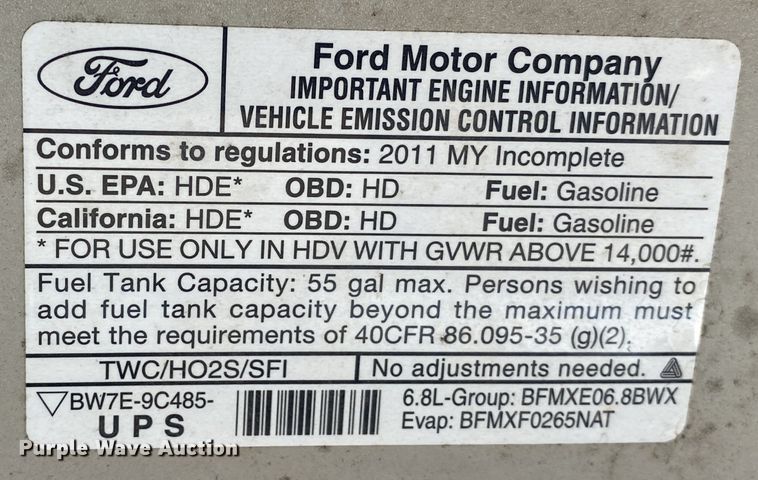 Ford
Ford Motor Company
IMPORTANT ENGINE INFORMATION/
VEHICLE EMISSION CONTROL INFORMATION
Conforms to regulations: 2011 MY Incomplete
U.S. EPA: HDE* OBD: HD Fuel: Gasoline
California: HDE* OBD: HD Fuel: Gasoline
* FOR USE ONLY IN HDV WITH GVWR ABOVE 14,000#.
Fuel Tank Capacity: 55 gal max. Persons wishing to
add fuel tank capacity beyond the maximum must
meet the requirements of 40CFR 86.095-35 (g)(2).
TWC/HO2S/SFI No adjustments needed.
BW7E-9C485-
UPS
6.8L-Group: BFMXE06.8BWX
Evap: BFMXF0265NAT
Purple Wave Auction